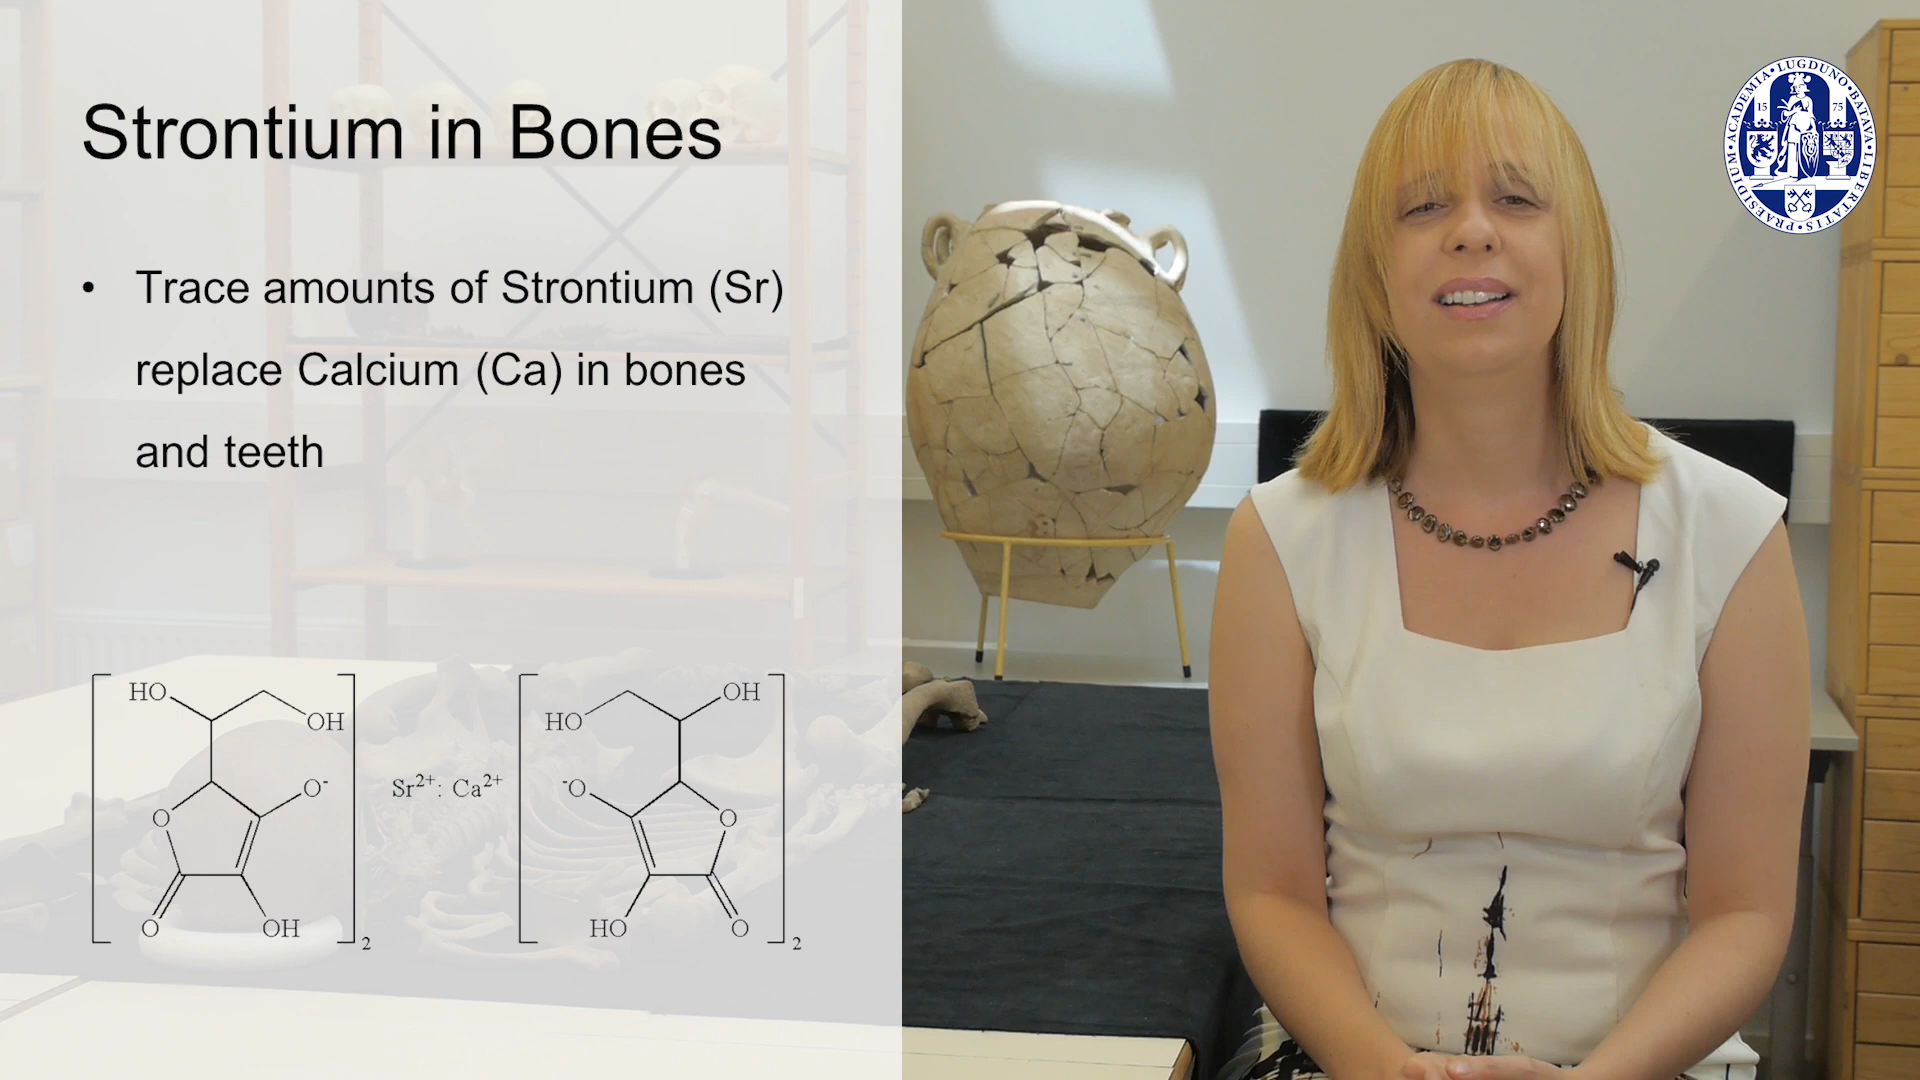 Strontium in Bones
• Trace amounts of Strontium (Sr)
replace Calcium (Ca) in bones
and teeth
HO
OH
O⁻
O
O
OH
2
Sr²⁺: Ca²⁺
OH
HO
⁻O
O
HO
O
2
ACADEMIA • LUGDUNO • BATAVA • LIBERTATIS • PRAESIDIUM •
15 75